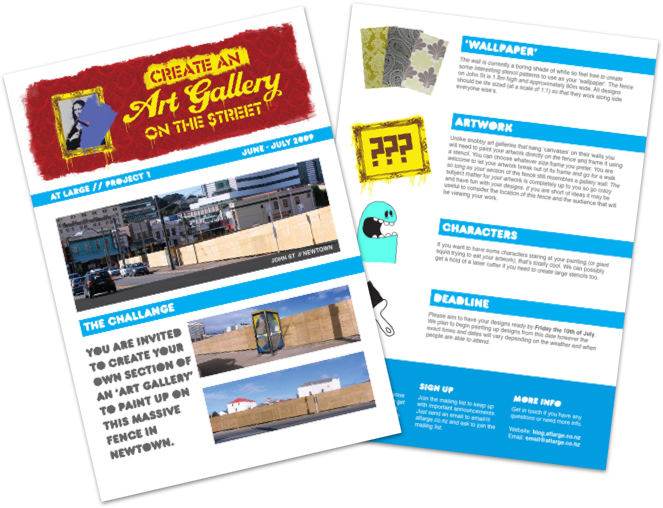 CREATE AN
Art Gallery
ON THE STREET
JUNE - JULY 2009
AT LARGE // PROJECT 1
JOHN ST // NEWTOWN
THE CHALLANGE
YOU ARE INVITED
TO CREATE YOUR
OWN SECTION OF
AN 'ART GALLERY'
TO PAINT UP ON
THIS MASSIVE
FENCE IN
NEWTOWN.
'WALLPAPER'
The wall is currently a boring shade of white so feel free to create
some interesting stencil patterns to use as your 'wallpaper'. The fence
on John St is 1.8m high and approximately 80m wide. All designs
should be life sized (at a scale of 1:1) so that they work along side
everyone else's.
???
ARTWORK
Unlike snobby art galleries that hang 'canvases' on their walls you
will need to paint your artwork directly on the fence and frame it using
a stencil. You can choose whatever size frame you prefer. You are
welcome to let your artwork break out of its frame and go for a walk
so long as your section of the fence still resembles a gallery wall. The
subject matter for your artwork is completely up to you so go crazy
and have fun with your designs. If you are short of ideas it may be
useful to consider the location of this fence and the audience that will
be viewing your work.
CHARACTERS
If you want to have some characters staring at your painting (or giant
squid trying to eat your artwork), that's totally cool. We can possibly
get a hold of a laser cutter if you need to create large stencils too.
DEADLINE
Please aim to have your designs ready by Friday the 10th of July.
We plan to begin painting up designs from this date however the
exact times and dates will vary depending on the weather and when
people are able to attend.
one
get
SIGN UP
Join the mailing list to keep up
with important announcements.
Just send an email to email@
atlarge.co.nz and ask to join the
mailing list
MORE INFO
Get in touch if you have any
questions or need more info.
Website: blog.atlarge.co.nz
Email: email@atlarge.co.nz